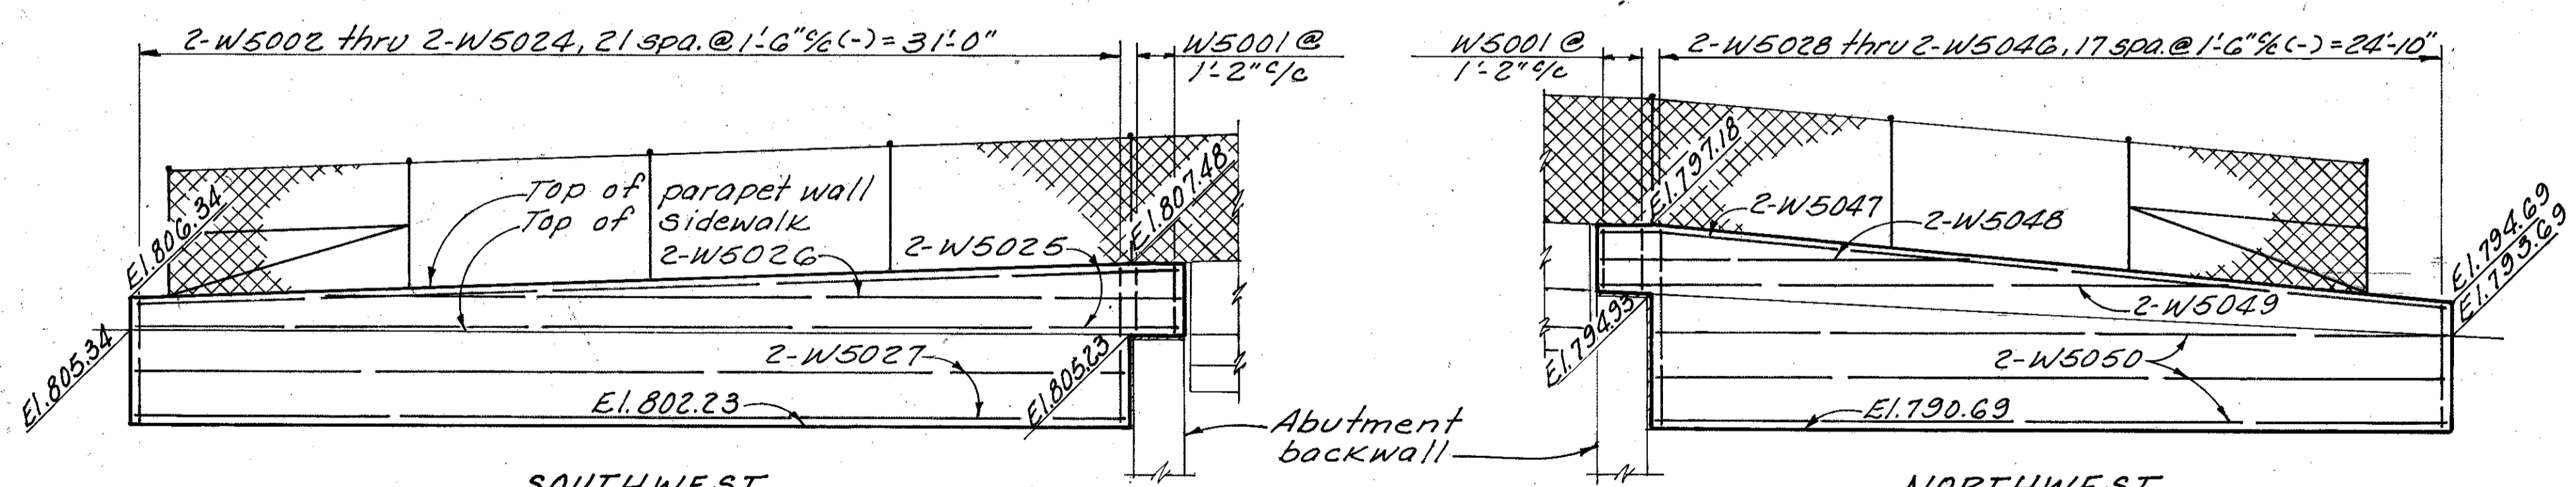 2-W5002 thru 2-W5024, 21 spa. @ 1'-6" c/c (-) = 31'-0"
W5001 @
1'-2" c/c
W5001 @
1'-2" c/c
2-W5028 thru 2-W5046, 17 spa. @ 1'-6" c/c (-) = 24'-10"
El. 806.34
Top of parapet wall
Top of sidewalk
2-W5026
2-W5025
El. 807.48
El. 805.34
2-W5027
El. 802.23
El. 805.23
Abutment
backwall
El. 797.18
2-W5047
2-W5048
2-W5049
El. 794.69
El. 793.69
El. 794.93
2-W5050
El. 790.69
SOUTHWEST
NORTHWEST